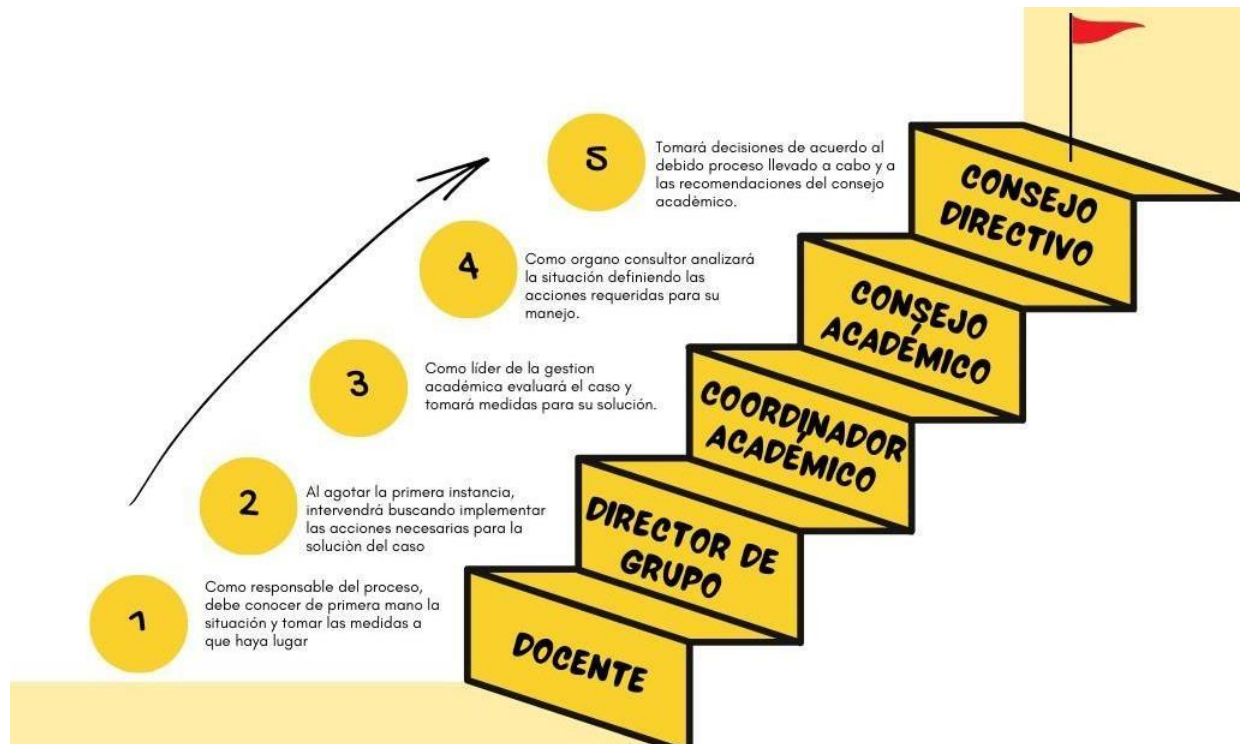 5
Tomará decisiones de acuerdo al
debido proceso llevado a cabo y a
las recomendaciones del consejo
acadèmico.
CONSEJO
DIRECTIVO
4
Como organo consultor analizará
la situación definiendo las
acciones requeridas para su
manejo.
CONSEJO
ACADÉMICO
3
Como líder de la gestion
académica evaluará el caso y
tomará medidas para su solución.
COORDINADOR
ACADÉMICO
2
Al agotar la primera instancia,
intervendrá buscando implementar
las acciones necesarias para la
soluciòn del caso
DIRECTOR DE
GRUPO
1
Como responsable del proceso,
debe conocer de primera mano la
situación y tomar las medidas a
que haya lugar
DOCENTE